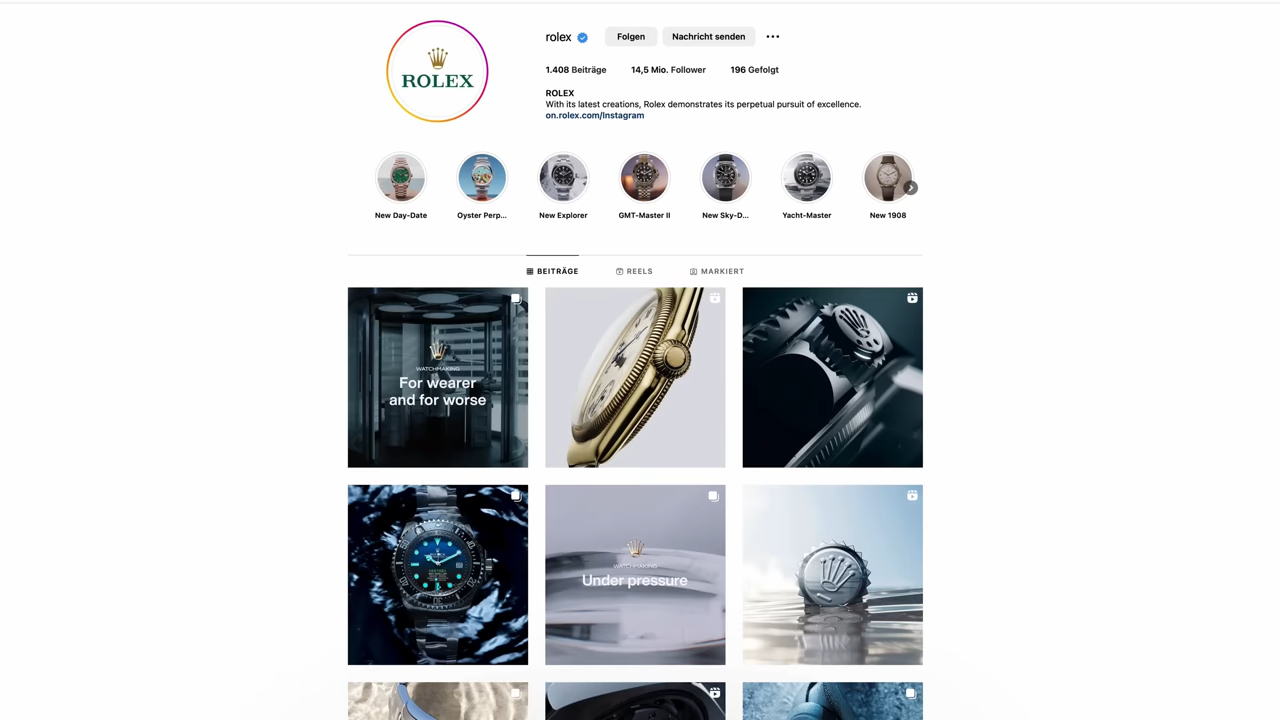 ROLEX
rolex
Folgen
Nachricht senden
1.408 Beiträge
14,5 Mio. Follower
196 Gefolgt
ROLEX
With its latest creations, Rolex demonstrates its perpetual pursuit of excellence.
on.rolex.com/Instagram
New Day-Date
Oyster Perp...
New Explorer
GMT-Master II
New Sky-D...
Yacht-Master
New 1908
BEITRÄGE
REELS
MARKIERT
WATCHMAKING
For wearer
and for worse
WATCHMAKING
Under pressure